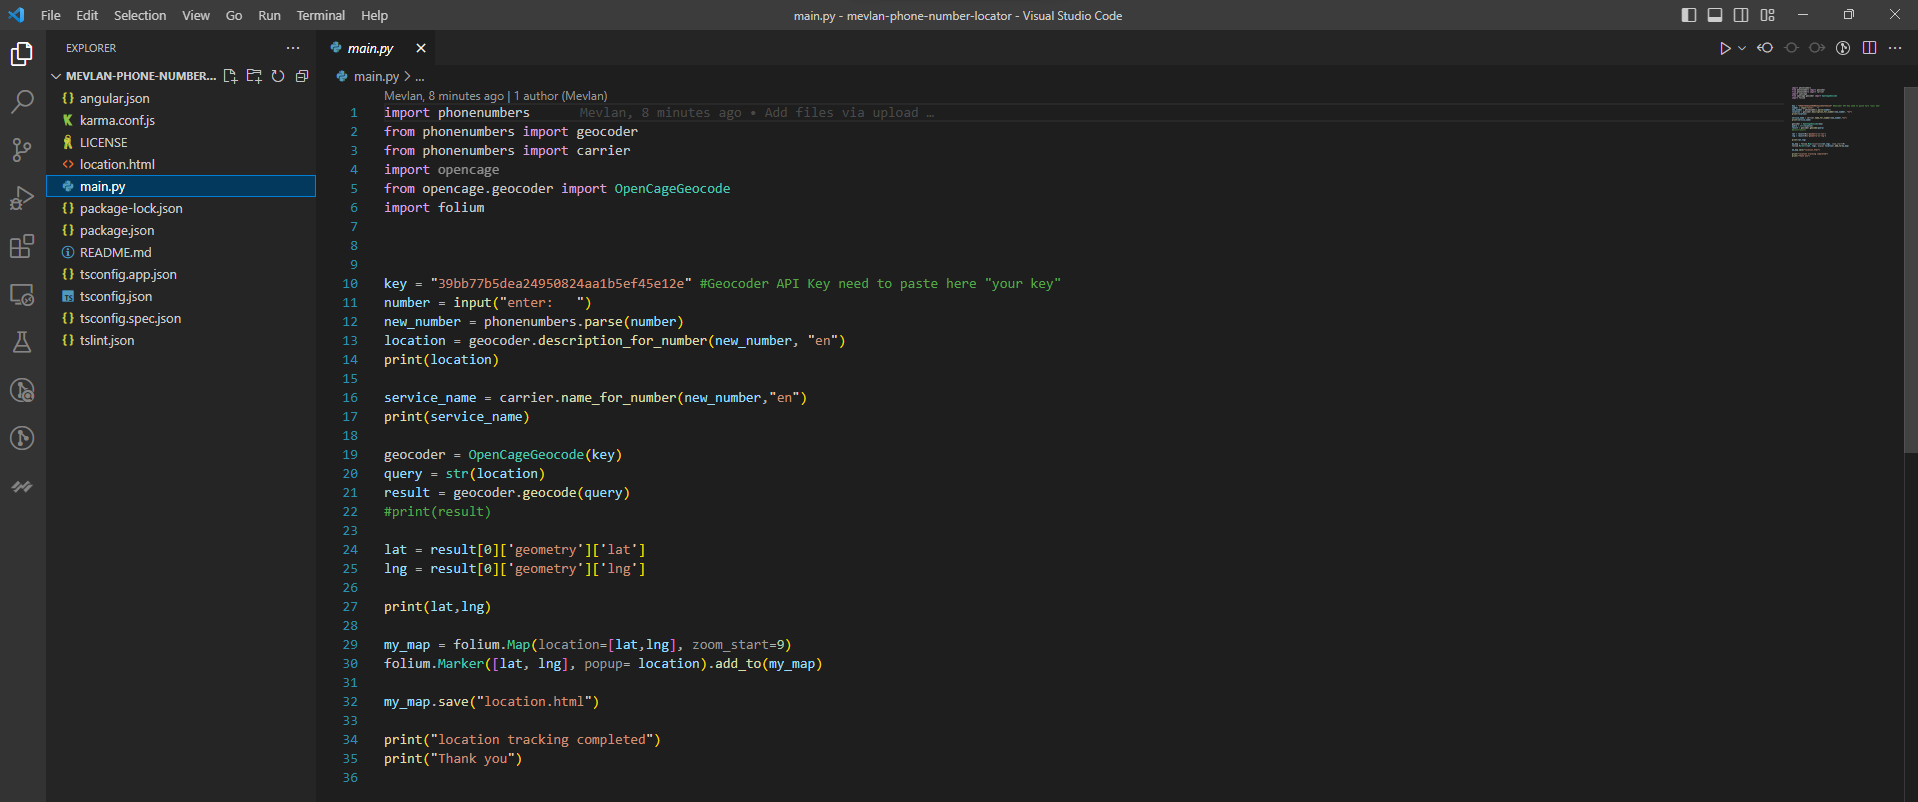 File Edit Selection View Go Run Terminal Help
main.py - mevlan-phone-number-locator - Visual Studio Code
EXPLORER
MEVLAN-PHONE-NUMBER...
angular.json
karma.conf.js
LICENSE
location.html
main.py
package-lock.json
package.json
README.md
tsconfig.app.json
tsconfig.json
tsconfig.spec.json
tslint.json
main.py
main.py > ...
Mevlan, 8 minutes ago | 1 author (Mevlan)
1 import phonenumbers Mevlan, 8 minutes ago • Add files via upload …
2 from phonenumbers import geocoder
3 from phonenumbers import carrier
4 import opencage
5 from opencage.geocoder import OpenCageGeocode
6 import folium
7
8
9
10 key = "39bb77b5dea24950824aa1b5ef45e12e" #Geocoder API Key need to paste here "your key"
11 number = input("enter:   ")
12 new_number = phonenumbers.parse(number)
13 location = geocoder.description_for_number(new_number, "en")
14 print(location)
15
16 service_name = carrier.name_for_number(new_number,"en")
17 print(service_name)
18
19 geocoder = OpenCageGeocode(key)
20 query = str(location)
21 result = geocoder.geocode(query)
22 #print(result)
23
24 lat = result[0]['geometry']['lat']
25 lng = result[0]['geometry']['lng']
26
27 print(lat,lng)
28
29 my_map = folium.Map(location=[lat,lng], zoom_start=9)
30 folium.Marker([lat, lng], popup= location).add_to(my_map)
31
32 my_map.save("location.html")
33
34 print("location tracking completed")
35 print("Thank you")
36